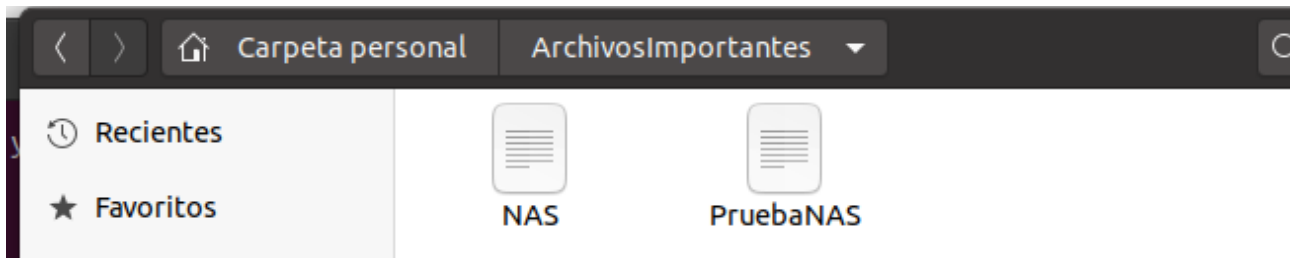 Carpeta personal ArchivosImportantes
Recientes
Favoritos
NAS PruebaNAS